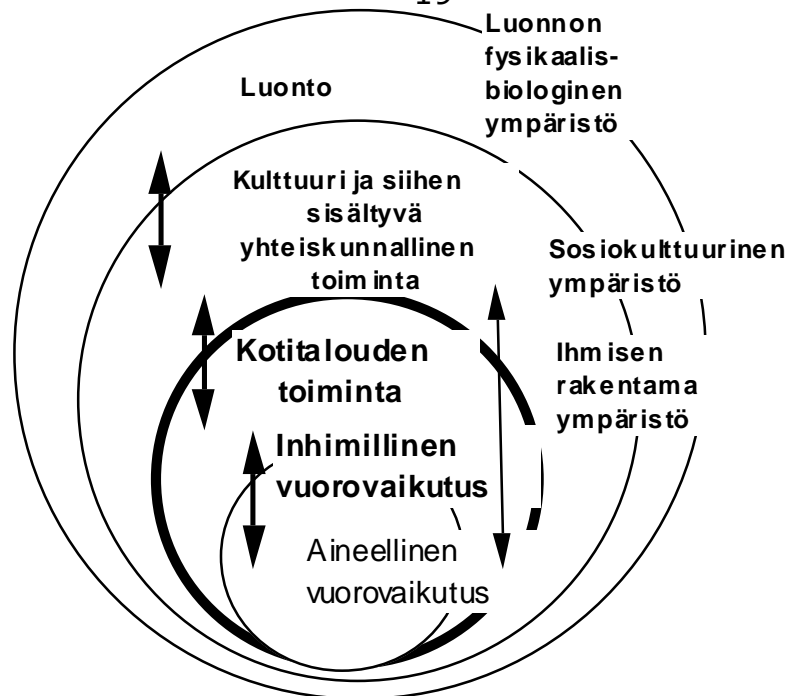 19
Luonnon
fysikaalis-
biologinen
ympäristö
Luonto
Kulttuuri ja siihen
sisältyvä
yhteiskunnallinen
toiminta
Sosiokulttuurinen
ympäristö
Kotitalouden
toiminta
Ihmisen
rakentama
ympäristö
Inhimillinen
vuorovaikutus
Aineellinen
vuorovaikutus